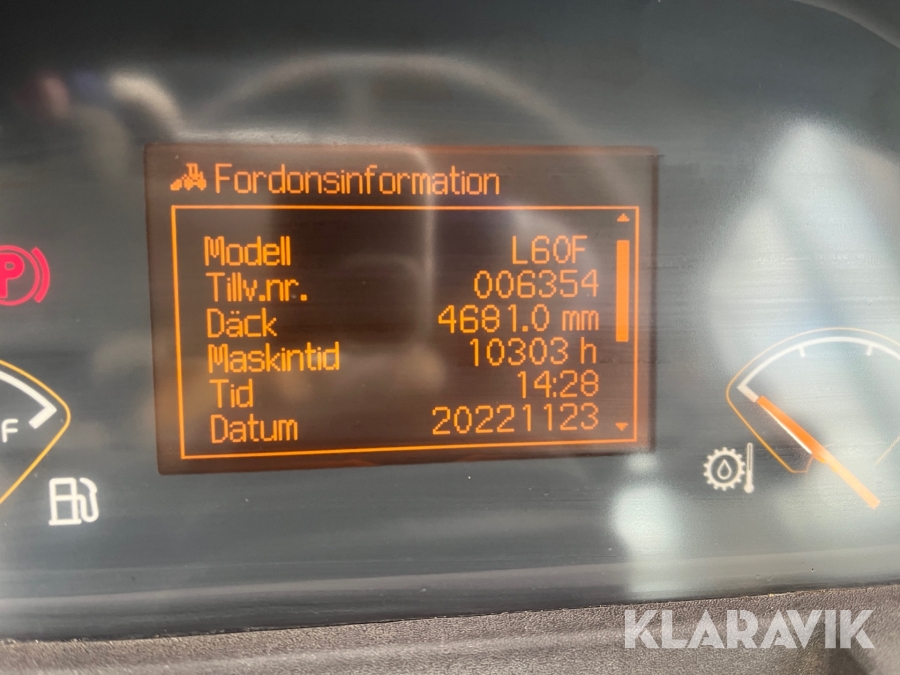 Fordonsinformation
Modell L60F
Tillv.nr. 006354
Däck 4681.0 mm
Maskintid 10303 h
Tid 14:28
Datum 20221123
P
F
KLARAVIK